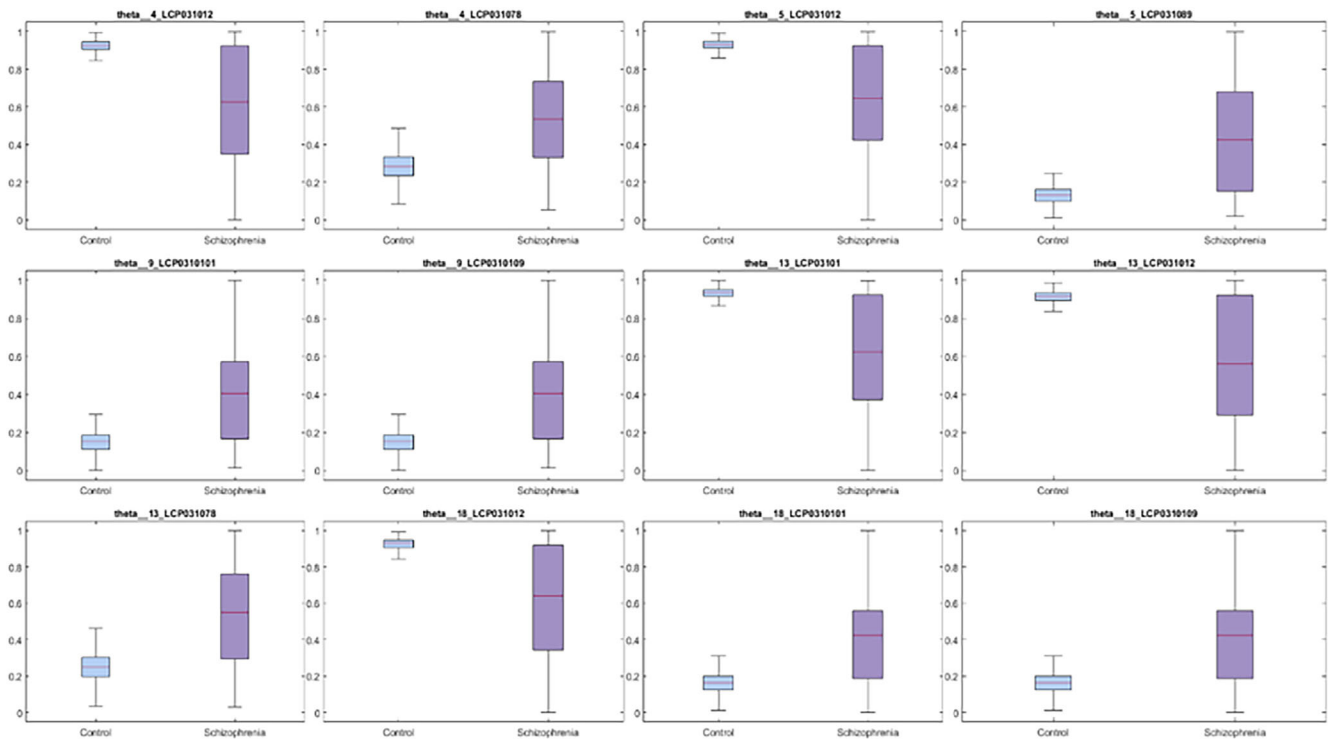 theta__4_LCP031012 theta__4_LCP031078 theta__5_LCP031012 theta__5_LCP031089
1 1 1 1
0.8 0.8 0.8 0.8
0.6 0.6 0.6 0.6
0.4 0.4 0.4 0.4
0.2 0.2 0.2 0.2
0 0 0 0
Control Schizophrenia Control Schizophrenia Control Schizophrenia Control Schizophrenia
theta__9_LCP0310101 theta__9_LCP0310109 theta__13_LCP03101 theta__13_LCP031012
1 1 1 1
0.8 0.8 0.8 0.8
0.6 0.6 0.6 0.6
0.4 0.4 0.4 0.4
0.2 0.2 0.2 0.2
0 0 0 0
Control Schizophrenia Control Schizophrenia Control Schizophrenia Control Schizophrenia
theta__13_LCP031078 theta__18_LCP031012 theta__18_LCP0310101 theta__18_LCP0310109
1 1 1 1
0.8 0.8 0.8 0.8
0.6 0.6 0.6 0.6
0.4 0.4 0.4 0.4
0.2 0.2 0.2 0.2
0 0 0 0
Control Schizophrenia Control Schizophrenia Control Schizophrenia Control Schizophrenia